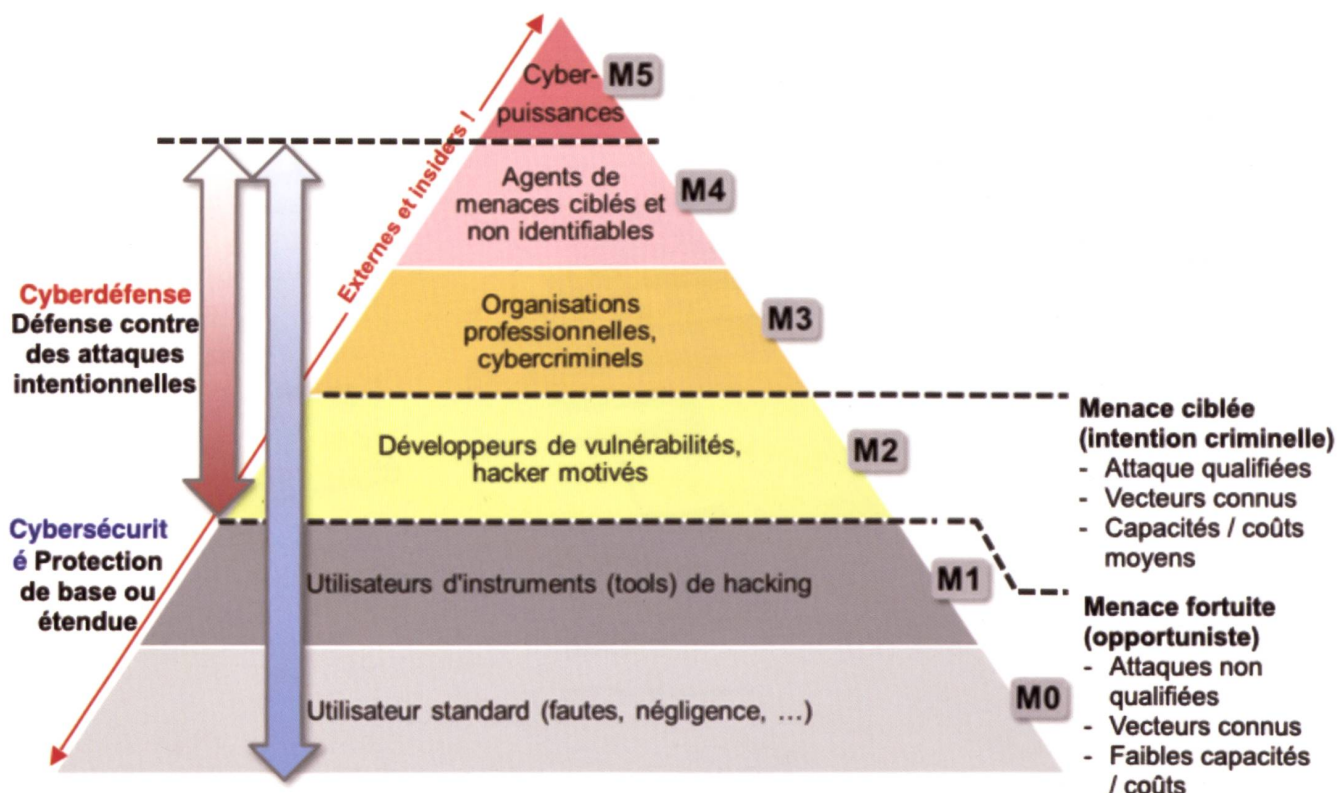 Cyber-
puissances
M5
Agents de
menaces ciblés et
non identifiables
M4
Externes et insiders !
Organisations
professionnelles,
cybercriminels
M3
Cyberdéfense
Défense contre
des attaques
intentionnelles
Développeurs de vulnérabilités,
hacker motivés
M2
Menace ciblée
(intention criminelle)
- Attaque qualifiées
- Vecteurs connus
- Capacités / coûts
moyens
Cybersécurit
é Protection
de base ou
étendue
Utilisateurs d'instruments (tools) de hacking
M1
Menace fortuite
(opportuniste)
- Attaques non
qualifiées
- Vecteurs connus
- Faibles capacités
/ coûts
Utilisateur standard (fautes, négligence, ...)
M0